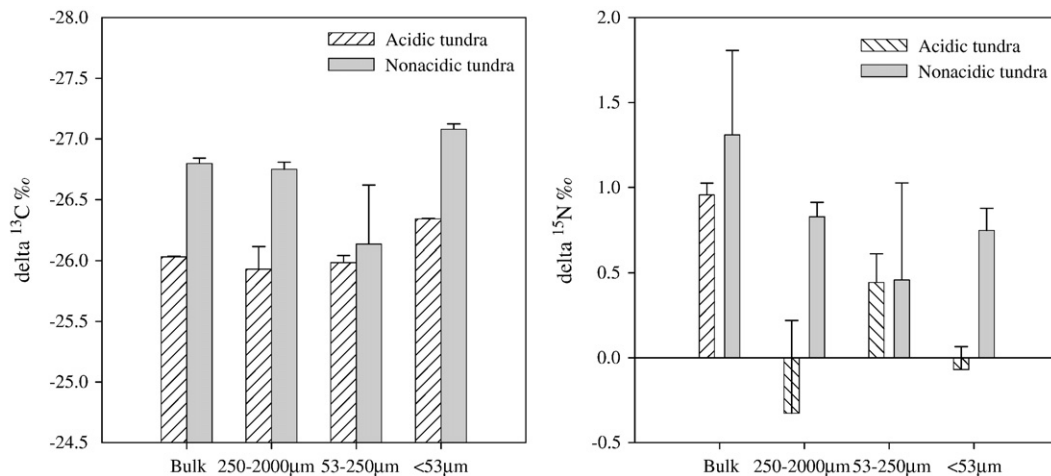 -28.0
-27.5
-27.0
-26.5
-26.0
-25.5
-25.0
-24.5
delta ¹³C ‰
Acidic tundra
Nonacidic tundra
Bulk 250-2000µm 53-250µm <53µm
2.0
1.5
1.0
0.5
0.0
-0.5
delta ¹⁵N ‰
Acidic tundra
Nonacidic tundra
Bulk 250-2000µm 53-250µm <53µm